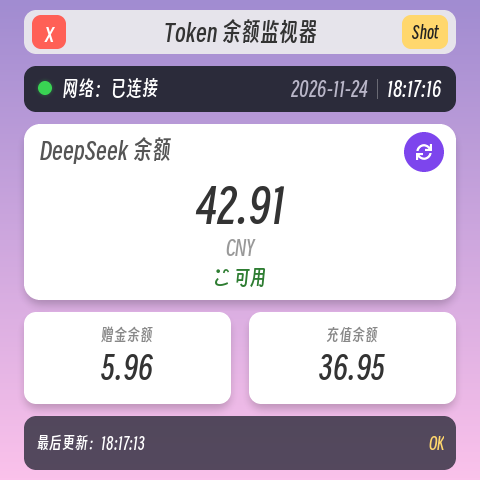 X Token 余额监视器 Shot
网络：已连接 2026-11-24 18:17:16
DeepSeek 余额
42.91
CNY
可用
赠金余额 充值余额
5.96 36.95
最后更新：18:17:13 OK